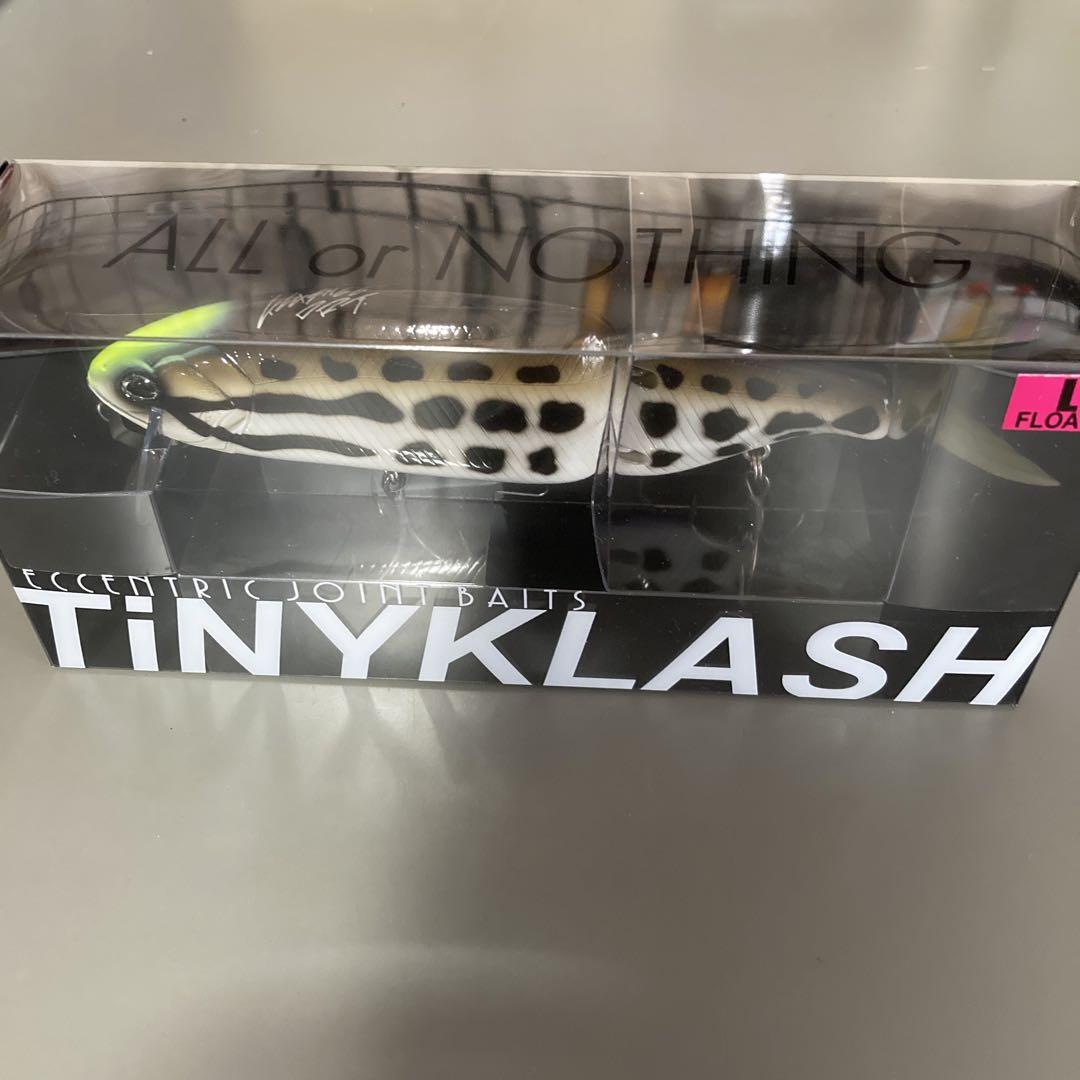 ALL or NOTHING
L
FLOA
ECCENTRIC JOINT BAITS
TiNYKLASH